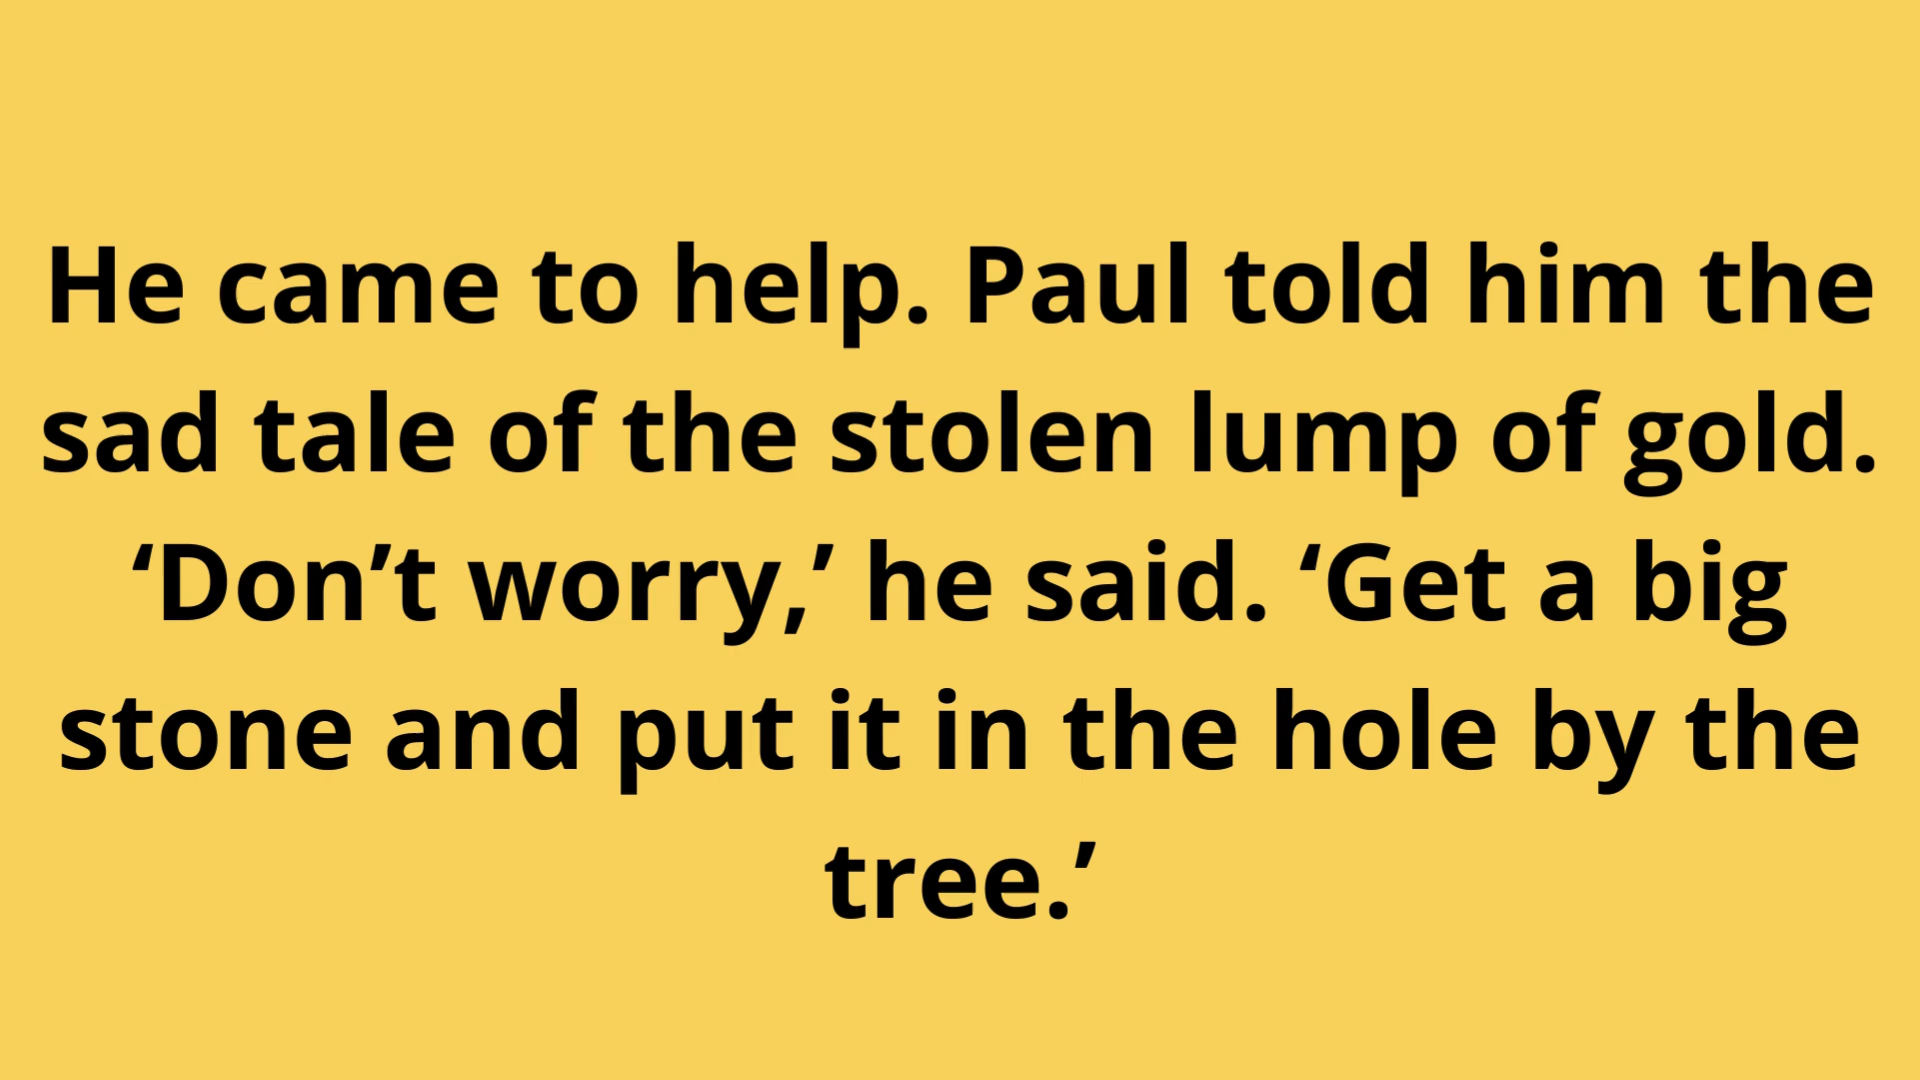 He came to help. Paul told him the
sad tale of the stolen lump of gold.
‘Don’t worry,’ he said. ‘Get a big
stone and put it in the hole by the
tree.’